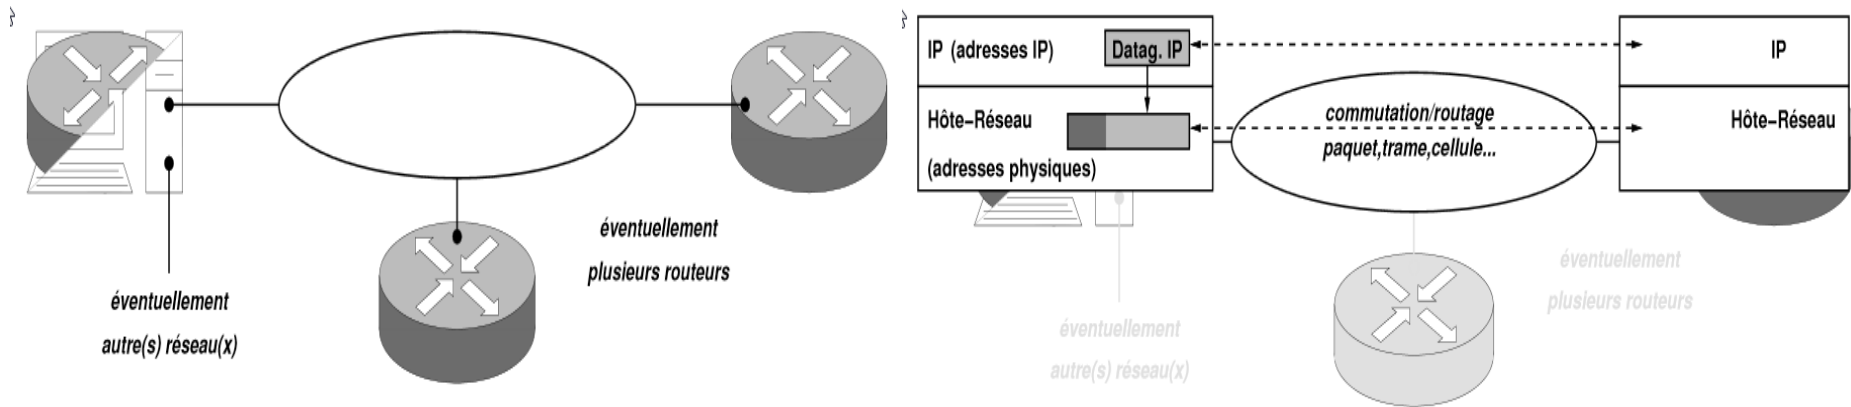 éventuellement
plusieurs routeurs
éventuellement
autre(s) réseau(x)
IP (adresses IP)
Datag. IP
IP
Hôte–Réseau
(adresses physiques)
commutation/routage
paquet,trame,cellule...
Hôte–Réseau
éventuellement
plusieurs routeurs
éventuellement
autre(s) réseau(x)